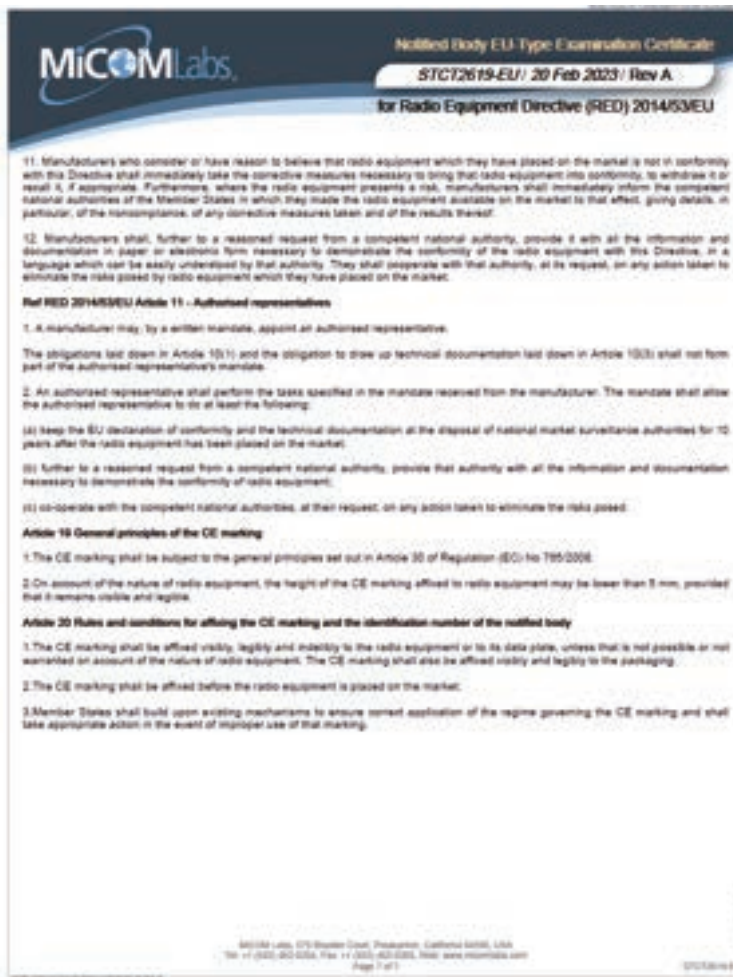 MiCOMLabs.
Notified Body EU-Type Examination Certificate
STCT2619-EU / 20 Feb 2023 / Rev A
for Radio Equipment Directive (RED) 2014/53/EU
11. Manufacturers who consider or have reason to believe that radio equipment which they have placed on the market is not in conformity
with this Directive shall immediately take the corrective measures necessary to bring that radio equipment into conformity, to withdraw it or
recall it, if appropriate. Furthermore, where the radio equipment presents a risk, manufacturers shall immediately inform the competent
national authorities of the Member States in which they made the radio equipment available on the market to that effect, giving details, in
particular, of the noncompliance, of any corrective measures taken and of the results thereof.
12. Manufacturers shall, further to a reasoned request from a competent national authority, provide it with all the information and
documentation in paper or electronic form necessary to demonstrate the conformity of the radio equipment with this Directive, in a
language which can be easily understood by that authority. They shall cooperate with that authority, at its request, on any action taken to
eliminate the risks posed by radio equipment which they have placed on the market.
Ref RED 2014/53/EU Article 11 - Authorised representatives
1. A manufacturer may, by a written mandate, appoint an authorised representative.
The obligations laid down in Article 10(1) and the obligation to draw up technical documentation laid down in Article 10(3) shall not form
part of the authorised representative's mandate.
2. An authorised representative shall perform the tasks specified in the mandate received from the manufacturer. The mandate shall allow
the authorised representative to do at least the following:
(a) keep the EU declaration of conformity and the technical documentation at the disposal of national market surveillance authorities for 10
years after the radio equipment has been placed on the market.
(b) further to a reasoned request from a competent national authority, provide that authority with all the information and documentation
necessary to demonstrate the conformity of radio equipment;
(c) co-operate with the competent national authorities, at their request, on any action taken to eliminate the risks posed.
Article 19 General principles of the CE marking
1.The CE marking shall be subject to the general principles set out in Article 30 of Regulation (EC) No 765/2008.
2.On account of the nature of radio equipment, the height of the CE marking affixed to radio equipment may be lower than 5 mm, provided
that it remains visible and legible.
Article 20 Rules and conditions for affixing the CE marking and the identification number of the notified body
1.The CE marking shall be affixed visibly, legibly and indelibly to the radio equipment or to its data plate, unless that is not possible or not
warranted on account of the nature of radio equipment. The CE marking shall also be affixed visibly and legibly to the packaging.
2.The CE marking shall be affixed before the radio equipment is placed on the market.
3.Member States shall build upon existing mechanisms to ensure correct application of the regime governing the CE marking and shall
take appropriate action in the event of improper use of that marking.
MiCOM Labs, Court, Pleasanton, California USA
www.micomlabs.com
Page 7 of 7